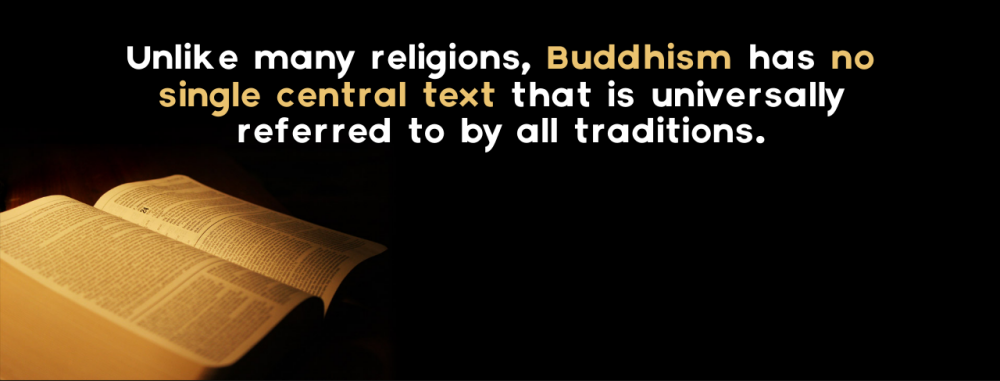 Unlike many religions, Buddhism has no
single central text that is universally
referred to by all traditions.